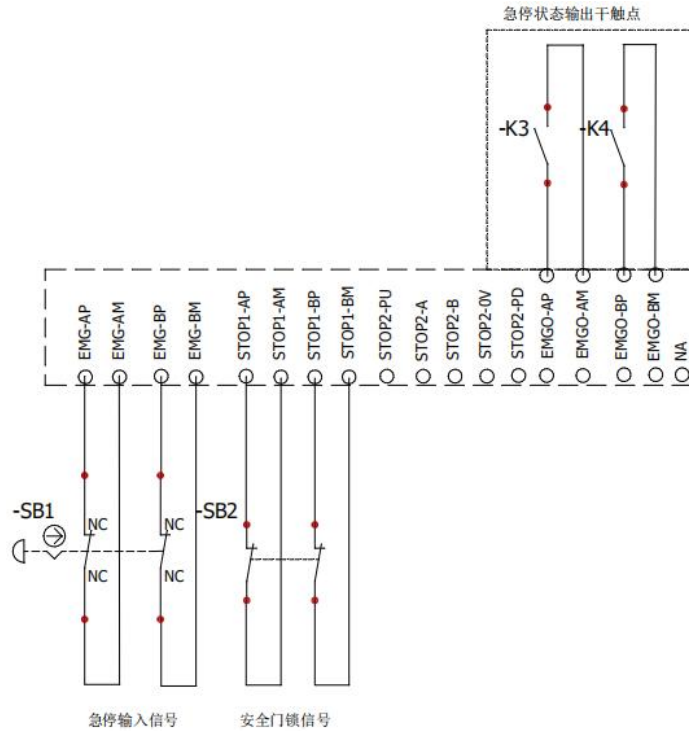 急停状态输出干触点
-K3
-K4
EMG-AP
EMG-AM
EMG-BP
EMG-BM
STOP1-AP
STOP1-AM
STOP1-BP
STOP1-BM
STOP2-PU
STOP2-A
STOP2-B
STOP2-0V
STOP2-PD
EMGO-AP
EMGO-AM
EMGO-BP
EMGO-BM
NA
-SB1
NC
NC
-SB2
NC
NC
急停输入信号
安全门锁信号